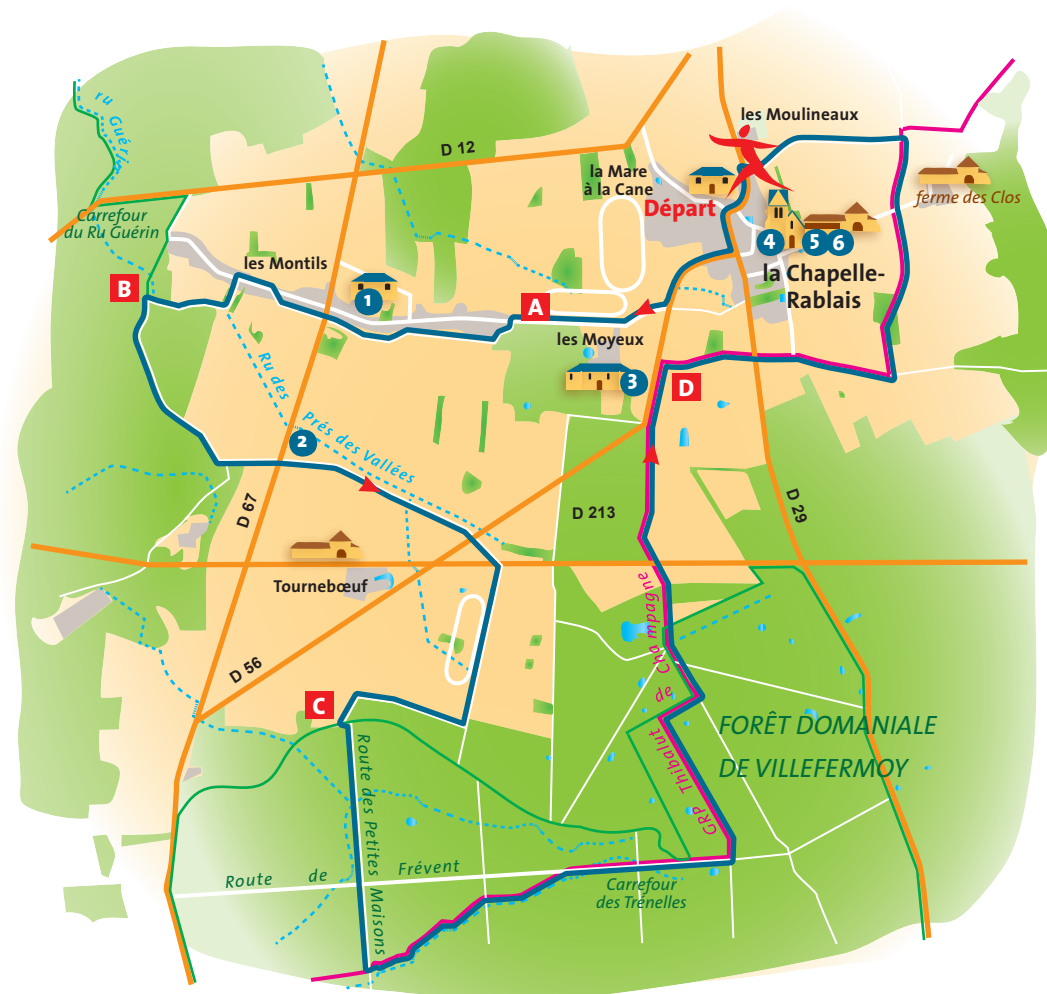 ru Guérin
les Moulineaux
D 12
la Mare
à la Cane
Départ
ferme des Clos
Carrefour
du Ru Guérin
4
5
6
les Montils
la Chapelle-
Rablais
B
1
A
les Moyeux
3
D
Ru des Prés des Vallées
2
D 67
D 213
D 29
Tournebœuf
D 56
C
GRP Thibalut de Champagne
FORÊT DOMANIALE
DE VILLEFERMOY
Route des Petites Maisons
Route de Frévent
Carrefour
des Trénelles